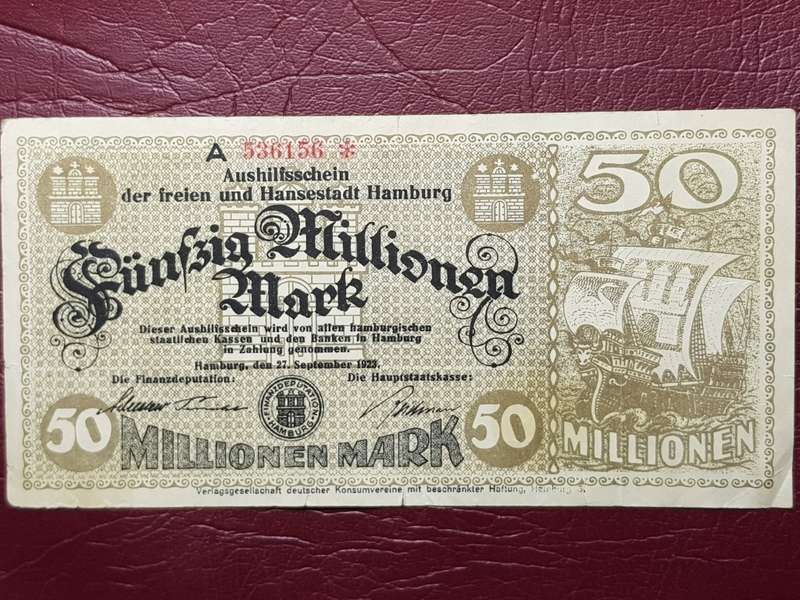 A 536156 *
Aushilfsschein
der freien und Hansestadt Hamburg
50
Fünfzig Millionen
Mark
Dieser Aushilfsschein wird von allen hamburgischen
staatlichen Kassen und den Banken in Hamburg
in Zahlung genommen.
Hamburg, den 27. September 1923.
Die Finanzdeputation: Die Hauptstaatskasse:
FINANZDEPUTATION HAMBURG
50 MILLIONEN MARK 50
MILLIONEN
Verlagsgesellschaft deutscher Konsumvereine mit beschränkter Haftung, Hamburg 5.